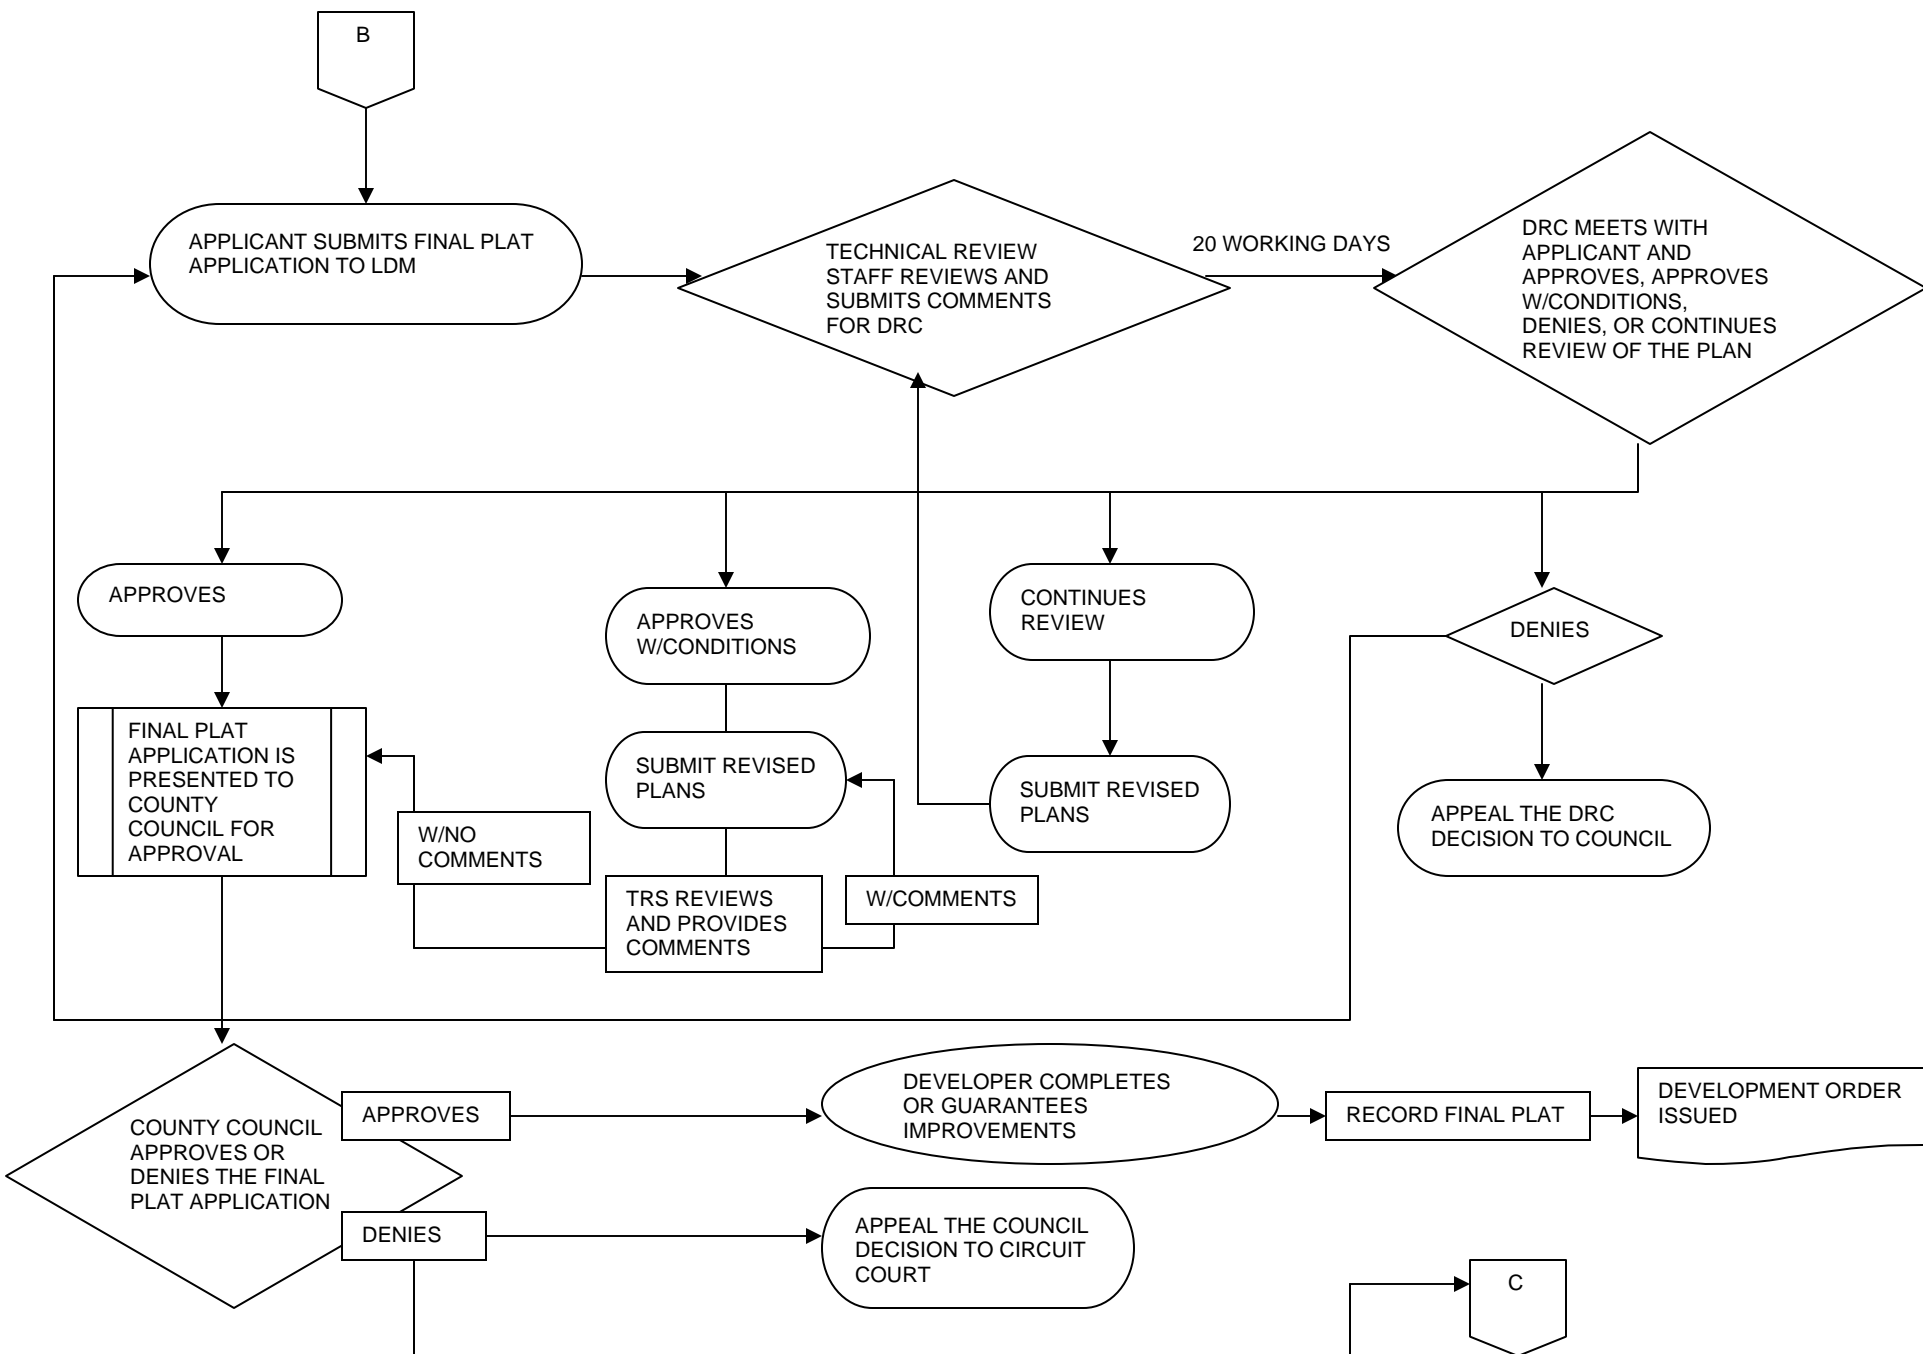 B
APPLICANT SUBMITS FINAL PLAT
APPLICATION TO LDM
TECHNICAL REVIEW
STAFF REVIEWS AND
SUBMITS COMMENTS
FOR DRC
20 WORKING DAYS
DRC MEETS WITH
APPLICANT AND
APPROVES, APPROVES
W/CONDITIONS,
DENIES, OR CONTINUES
REVIEW OF THE PLAN
APPROVES
APPROVES
W/CONDITIONS
CONTINUES
REVIEW
DENIES
FINAL PLAT
APPLICATION IS
PRESENTED TO
COUNTY
COUNCIL FOR
APPROVAL
W/NO
COMMENTS
SUBMIT REVISED
PLANS
TRS REVIEWS
AND PROVIDES
COMMENTS
W/COMMENTS
SUBMIT REVISED
PLANS
APPEAL THE DRC
DECISION TO COUNCIL
COUNTY COUNCIL
APPROVES OR
DENIES THE FINAL
PLAT APPLICATION
APPROVES
DEVELOPER COMPLETES
OR GUARANTEES
IMPROVEMENTS
RECORD FINAL PLAT
DEVELOPMENT ORDER
ISSUED
DENIES
APPEAL THE COUNCIL
DECISION TO CIRCUIT
COURT
C